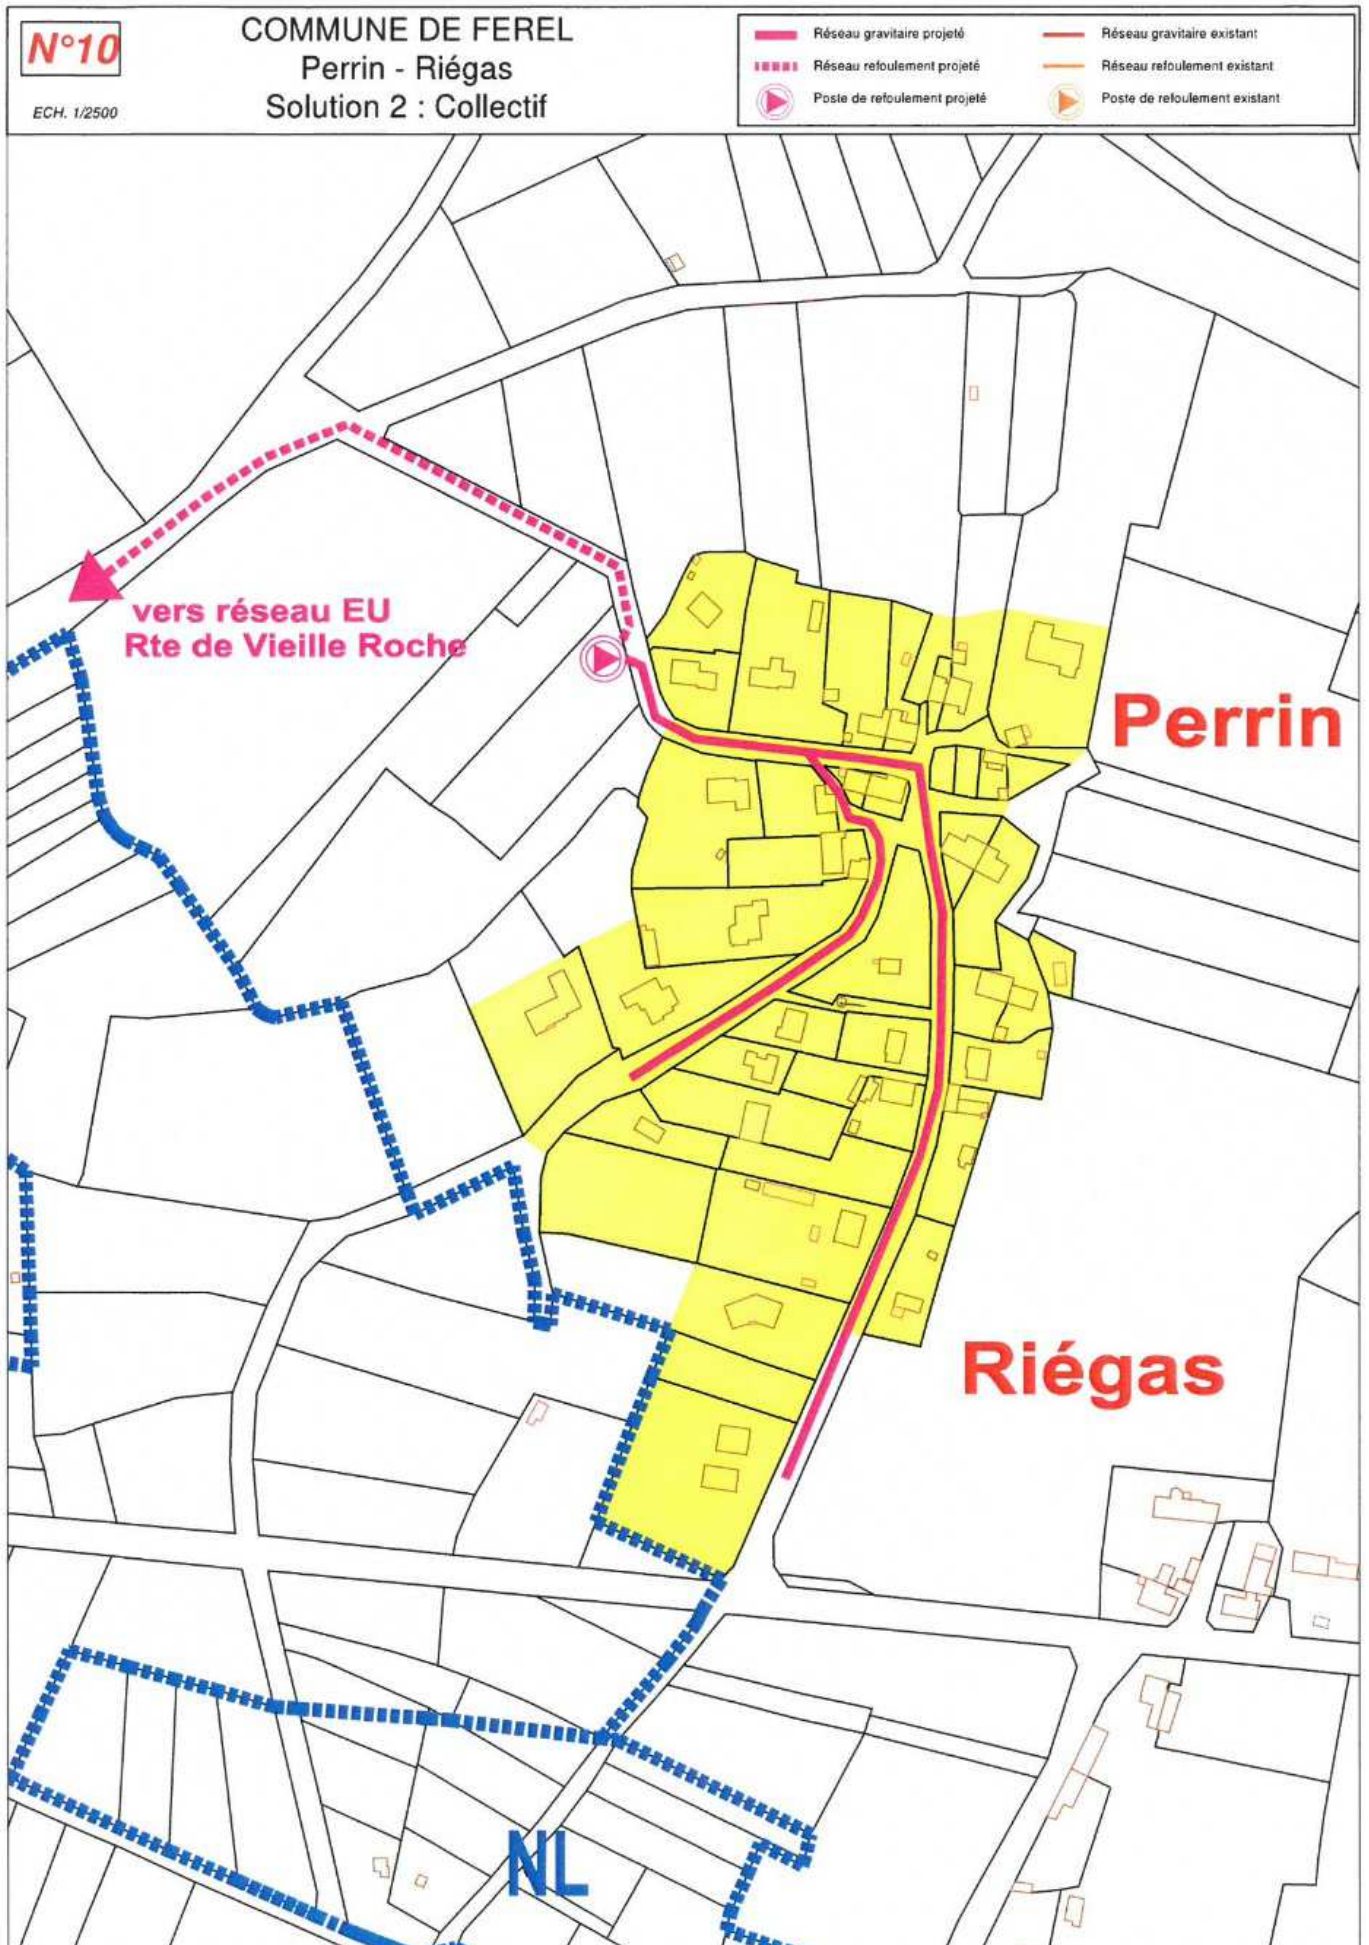 N°10
ECH. 1/2500
COMMUNE DE FEREL
Perrin - Riégas
Solution 2 : Collectif
Réseau gravitaire projeté
Réseau refoulement projeté
Poste de refoulement projeté
Réseau gravitaire existant
Réseau refoulement existant
Poste de refoulement existant
vers réseau EU
Rte de Vieille Roche
Perrin
Riégas
NL